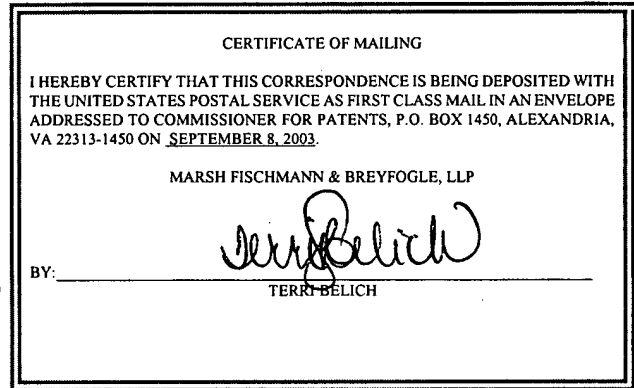 CERTIFICATE OF MAILING
I HEREBY CERTIFY THAT THIS CORRESPONDENCE IS BEING DEPOSITED WITH
THE UNITED STATES POSTAL SERVICE AS FIRST CLASS MAIL IN AN ENVELOPE
ADDRESSED TO COMMISSIONER FOR PATENTS, P.O. BOX 1450, ALEXANDRIA,
VA 22313-1450 ON SEPTEMBER 8, 2003.
MARSH FISCHMANN & BREYFOGLE, LLP
Terri Belich
BY:
TERRI BELICH